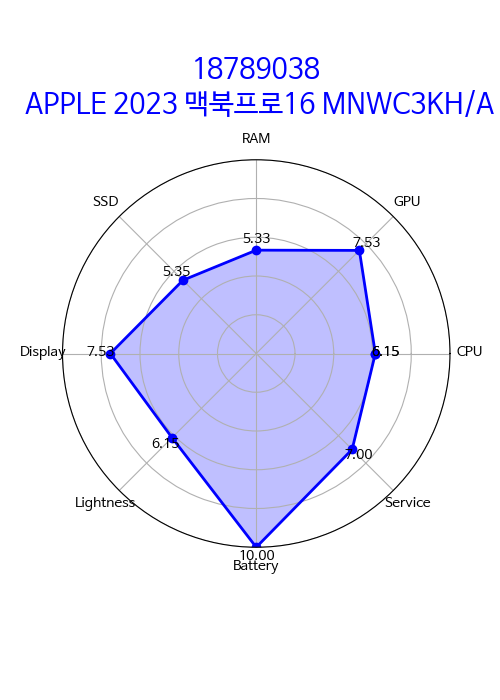 18789038
APPLE 2023 맥북프로16 MNWC3KH/A
RAM
SSD
GPU
5.33
7.53
5.35
Display
7.53
6.15
CPU
6.15
7.00
Lightness
Service
10.00
Battery